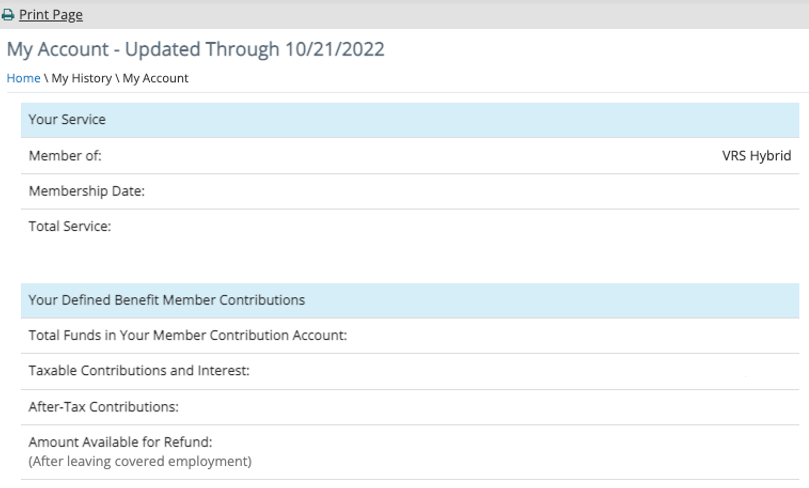 Print Page
My Account - Updated Through 10/21/2022
Home \ My History \ My Account
Your Service
Member of: VRS Hybrid
Membership Date:
Total Service:
Your Defined Benefit Member Contributions
Total Funds in Your Member Contribution Account:
Taxable Contributions and Interest:
After-Tax Contributions:
Amount Available for Refund:
(After leaving covered employment)